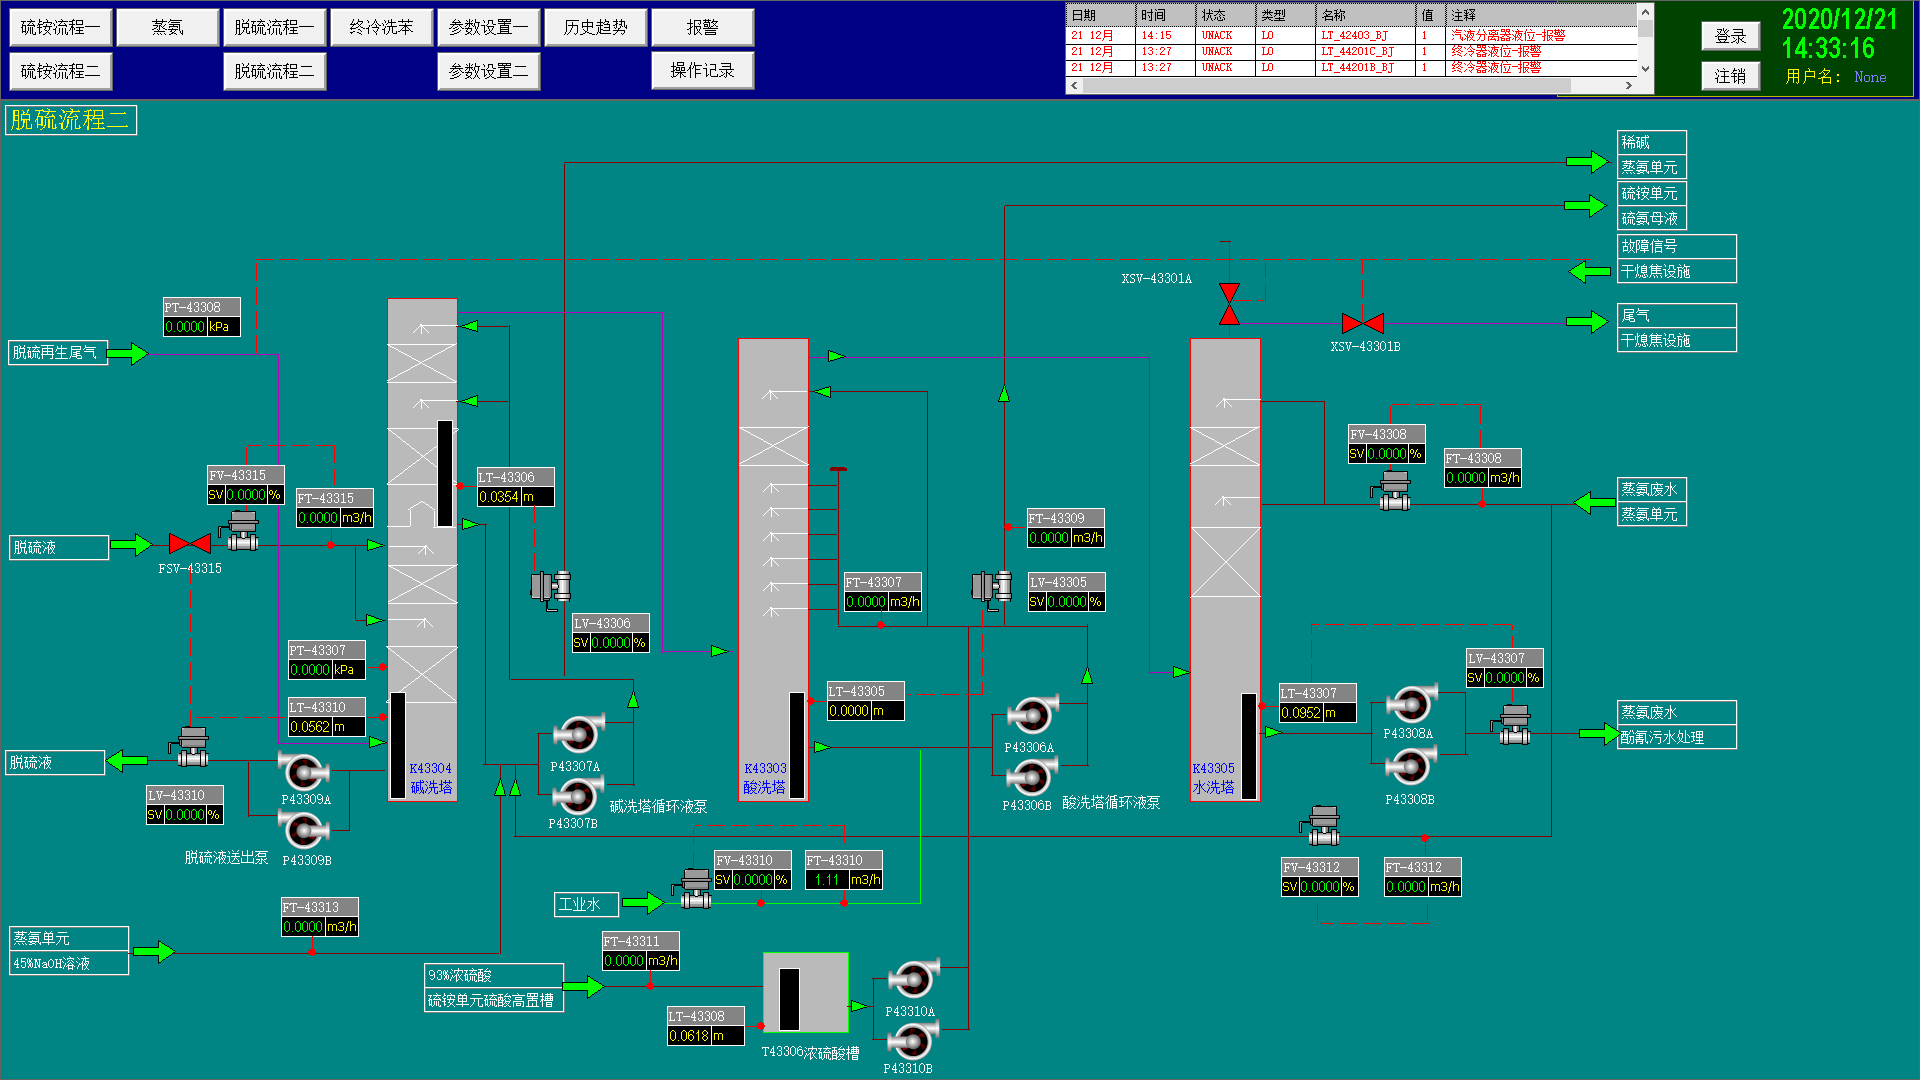 硫铵流程一 蒸氨 脱硫流程一 终冷洗苯 参数设置一 历史趋势 报警
硫铵流程二 脱硫流程二 参数设置二 操作记录
日期 时间 状态 类型 名称 值 注释
21 12月 14:15 UNACK LO LT_42403_BJ 1 汽液分离器液位-报警
21 12月 13:27 UNACK LO LT_44201C_BJ 1 终冷器液位-报警
21 12月 13:27 UNACK LO LT_44201B_BJ 1 终冷器液位-报警
登录
注销
2020/12/21
14:33:16
用户名: None
脱硫流程二
稀碱
蒸氨单元
硫铵单元
硫氨母液
故障信号
干熄焦设施
尾气
干熄焦设施
XSV-43301A
XSV-43301B
PT-43308
0.0000 kPa
脱硫再生尾气
FV-43315
SV 0.0000 %
FT-43315
0.0000 m3/h
脱硫液
FSV-43315
LT-43306
0.0354 m
LV-43306
SV 0.0000 %
PT-43307
0.0000 kPa
LT-43310
0.0562 m
脱硫液
LV-43310
SV 0.0000 %
P43309A
P43309B
脱硫液送出泵
K43304
碱洗塔
P43307A
P43307B
碱洗塔循环液泵
FT-43307
0.0000 m3/h
LT-43305
0.0000 m
K43303
酸洗塔
FT-43309
0.0000 m3/h
LV-43305
SV 0.0000 %
P43306A
P43306B
酸洗塔循环液泵
FV-43308
SV 0.0000 %
FT-43308
0.0000 m3/h
蒸氨废水
蒸氨单元
LT-43307
0.0952 m
LV-43307
SV 0.0000 %
P43308A
P43308B
K43305
水洗塔
蒸氨废水
酚氰污水处理
FV-43312
SV 0.0000 %
FT-43312
0.0000 m3/h
FV-43310
SV 0.0000 %
FT-43310
1.11 m3/h
工业水
FT-43313
0.0000 m3/h
蒸氨单元
45%NaOH溶液
FT-43311
0.0000 m3/h
93%浓硫酸
硫铵单元硫酸高置槽
LT-43308
0.0618 m
T43306浓硫酸槽
P43310A
P43310B